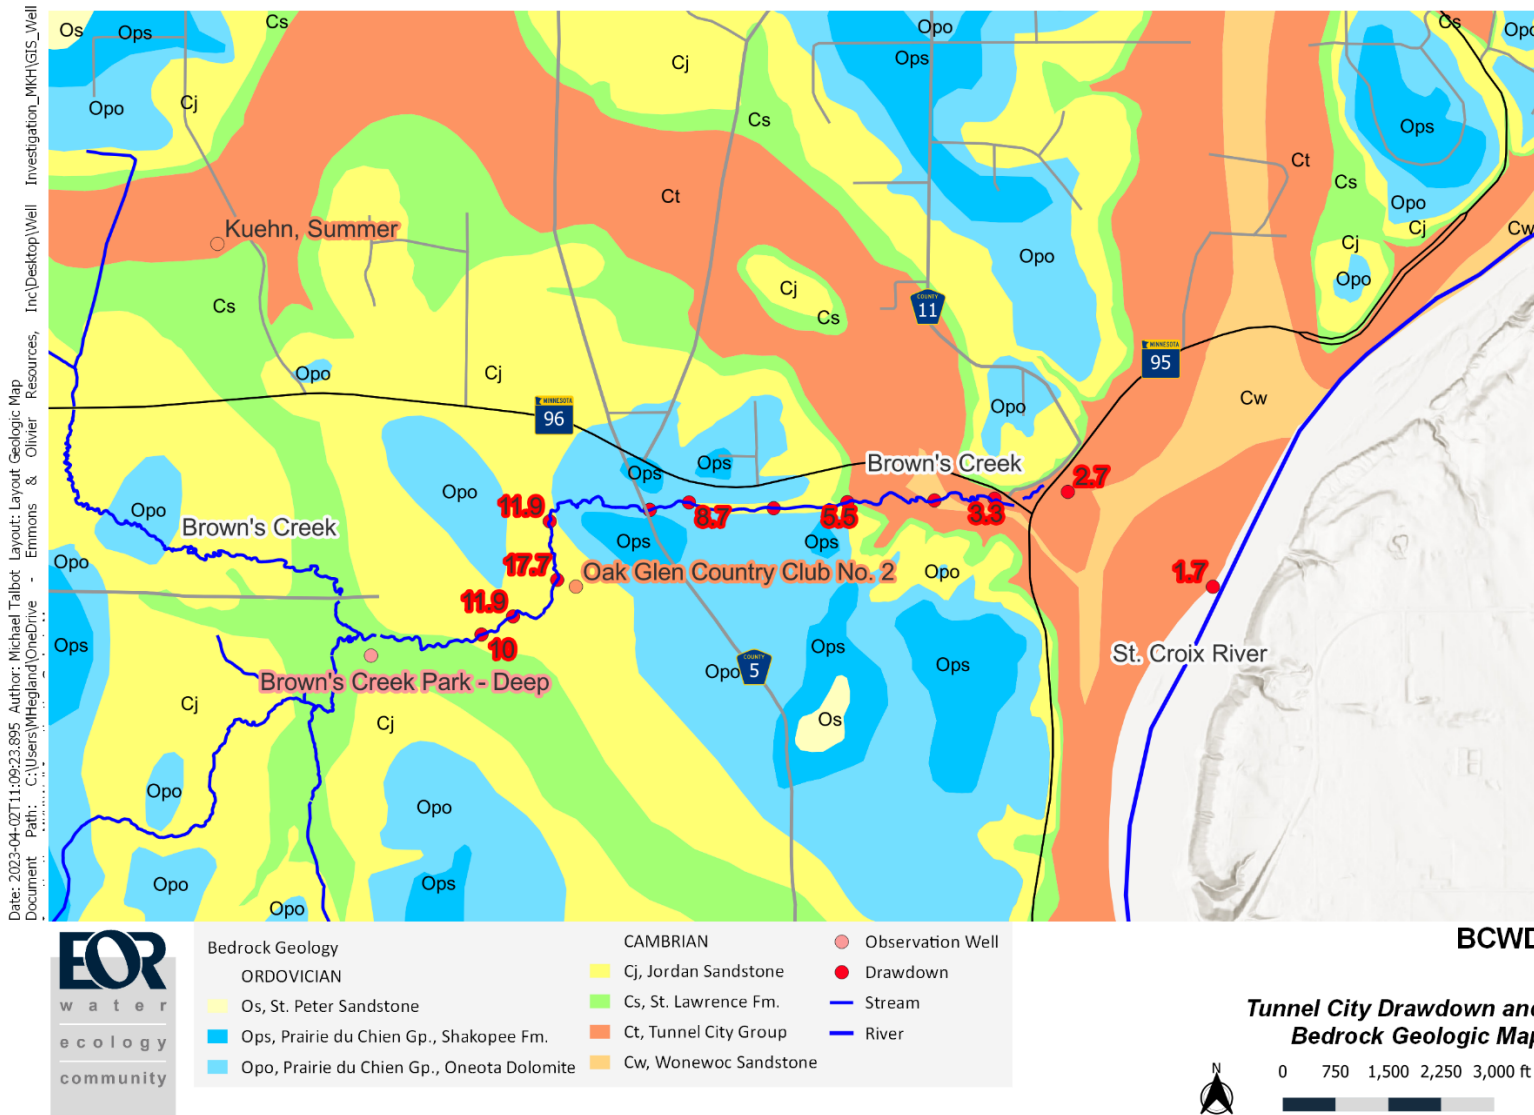 Date: 2023-04-02T11:09:23.895 Author: Michael Talbot Layout: Layout Geologic Map
Document Path: C:\Users\MHegland\OneDrive - Emmons & Olivier Resources, Inc\Desktop\Well Investigation_MKH\GIS_Well
Os
Ops
Cs
Opo
Cj
Cj
Cs
Opo
Ops
Cs
Opo
Ops
Opo
Ct
Ct
Cs
Cj
Opo
Cw
Kuehn, Summer
Cs
Opo
Cj
Cs
Opo
COUNTY
11
MINNESOTA
95
Opo
Cj
MINNESOTA
96
Opo
Cw
Ops
Ops
Brown's Creek
Opo
2.7
Opo
11.9
8.7
5.5
3.3
Brown's Creek
Ops
Ops
Opo
17.7
Oak Glen Country Club No. 2
Opo
1.7
11.9
10
Ops
Ops
Ops
St. Croix River
Opo
COUNTY
5
Brown's Creek Park - Deep
Cj
Cj
Os
Opo
Opo
Opo
Ops
Opo
EOR
water
ecology
community
Bedrock Geology
ORDOVICIAN
Os, St. Peter Sandstone
Ops, Prairie du Chien Gp., Shakopee Fm.
Opo, Prairie du Chien Gp., Oneota Dolomite
CAMBRIAN
Cj, Jordan Sandstone
Cs, St. Lawrence Fm.
Ct, Tunnel City Group
Cw, Wonewoc Sandstone
Observation Well
Drawdown
Stream
River
BCWD
Tunnel City Drawdown and
Bedrock Geologic Map
N
0 750 1,500 2,250 3,000 ft